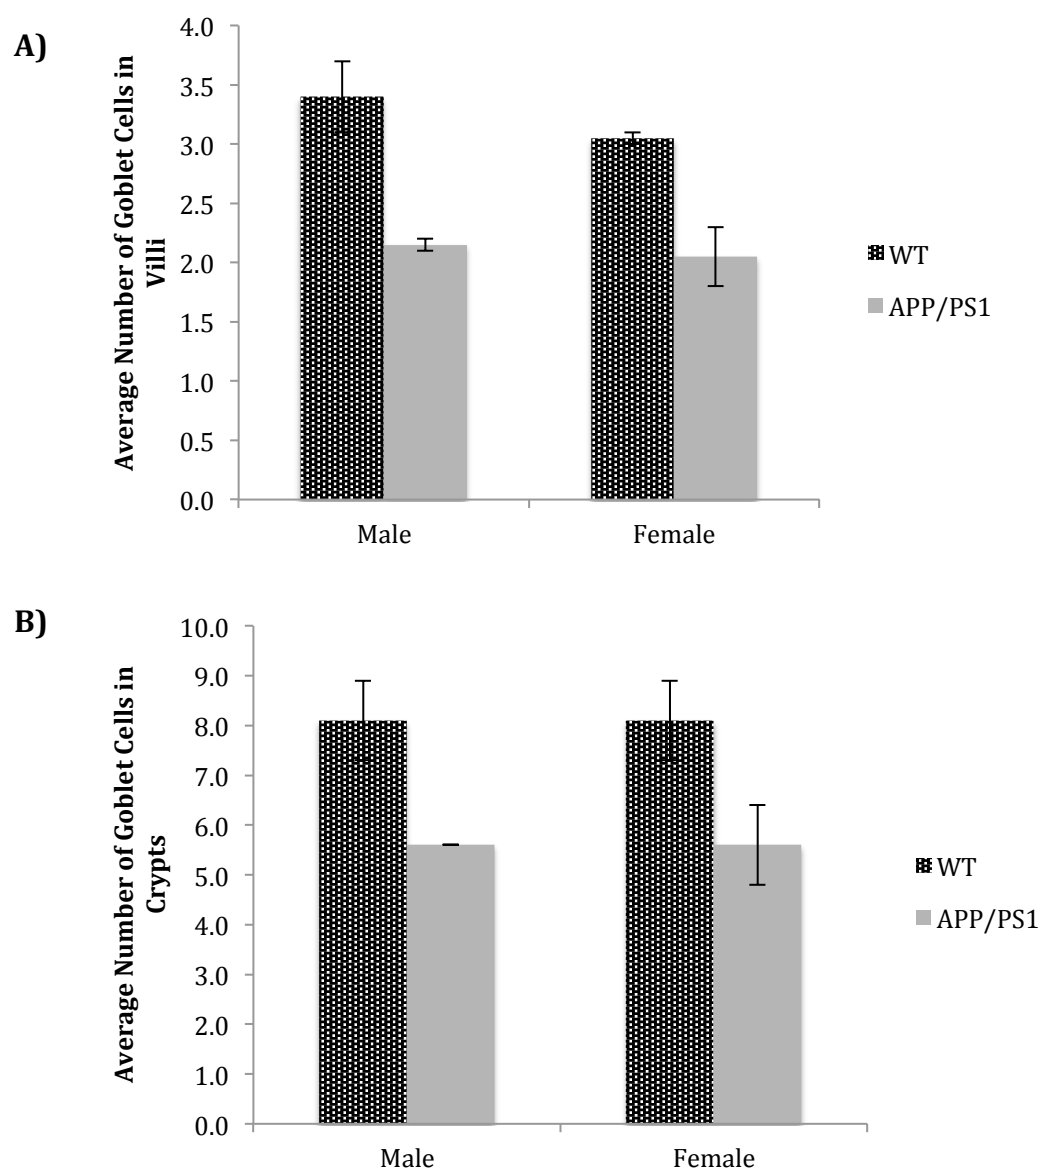 A)
Average Number of Goblet Cells in
Villi
4.0
3.5
3.0
2.5
2.0
1.5
1.0
0.5
0.0
Male
Female
WT
APP/PS1
B)
Average Number of Goblet Cells in
Crypts
10.0
9.0
8.0
7.0
6.0
5.0
4.0
3.0
2.0
1.0
0.0
Male
Female
WT
APP/PS1